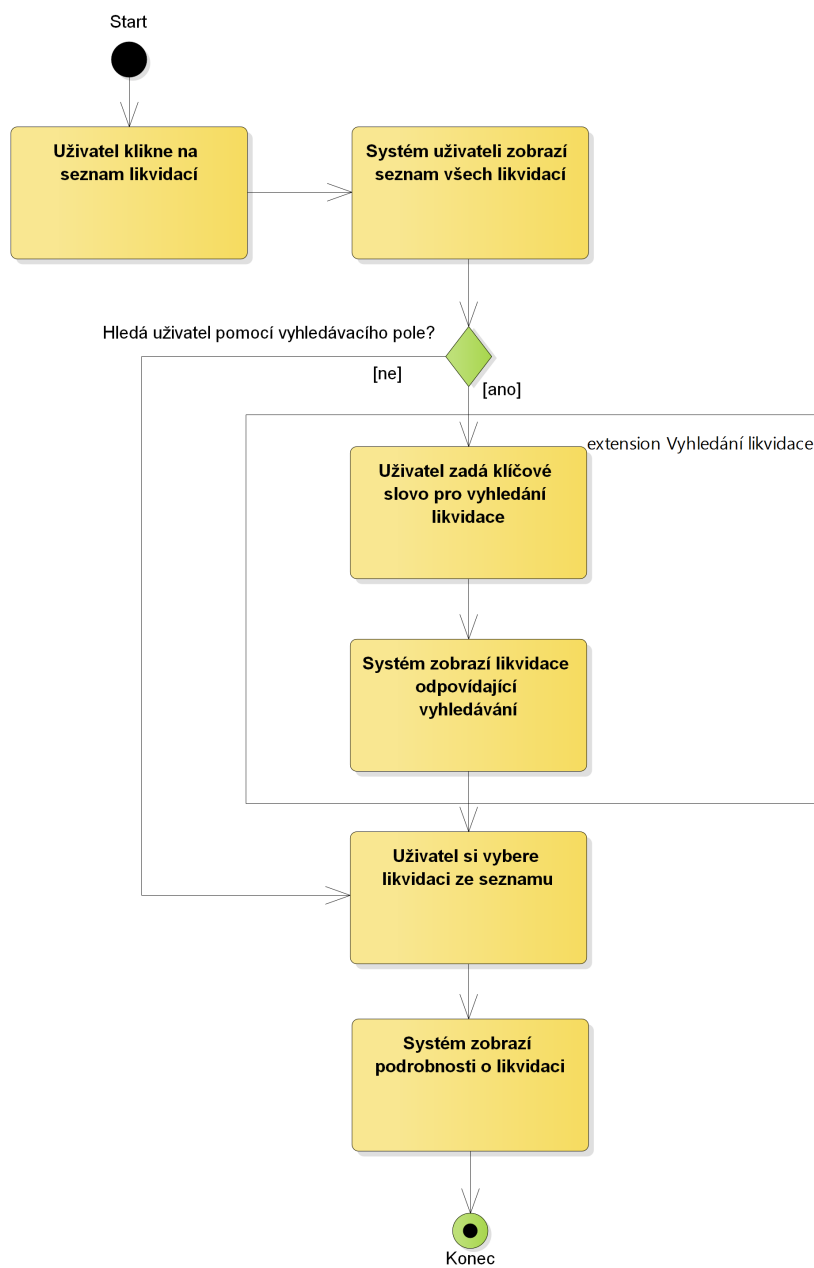 Start
Uživatel klikne na
seznam likvidací
Systém uživateli zobrazí
seznam všech likvidací
Hledá uživatel pomocí vyhledávacího pole?
[ne]
[ano]
extension Vyhledání likvidace
Uživatel zadá klíčové
slovo pro vyhledání
likvidace
Systém zobrazí likvidace
odpovídající
vyhledávání
Uživatel si vybere
likvidaci ze seznamu
Systém zobrazí
podrobnosti o likvidaci
Konec